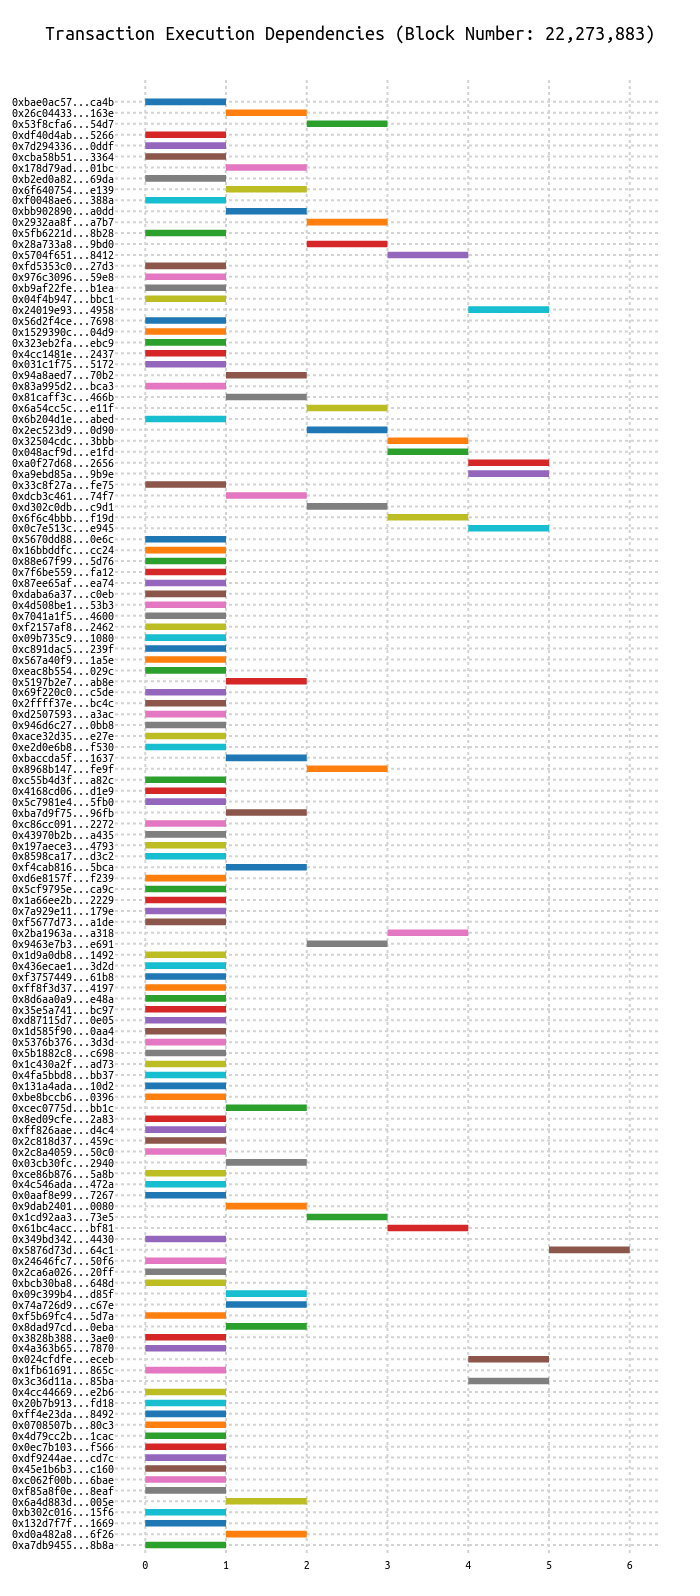 Transaction Execution Dependencies (Block Number: 22,273,883)
0xbae0ac57...ca4b
0x26c04433...163e
0x53f8cfa6...54d7
0xdf40d4ab...5266
0x7d294336...0ddf
0xcba58b51...3364
0x178d79ad...01bc
0xb2ed0a82...69da
0x6f640754...e139
0xf0048ae6...388a
0xbb902890...a0dd
0x2932aa8f...a7b7
0x5fb6221d...8b28
0x28a733a8...9bd0
0x5704f651...8412
0xfd5353c0...27d3
0x976c3096...59e8
0xb9af22fe...b1ea
0x04f4b947...bbc1
0x24019e93...4958
0x56d2f4ce...7698
0x1529390c...04d9
0x323eb2fa...ebc9
0x4cc1481e...2437
0x031c1f75...5172
0x94a8aed7...70b2
0x83a995d2...bca3
0x81caff3c...466b
0x6a54cc5c...e11f
0x6b204d1e...abed
0x2ec523d9...0d90
0x32504cdc...3bbb
0x048acf9d...e1fd
0xa0f27d68...2656
0xa9ebd85a...9b9e
0x33c8f27a...fe75
0xdcb3c461...74f7
0xd302c0db...c9d1
0x6f6c4bbb...f19d
0x0c7e513c...e945
0x5670dd88...0e6c
0x16bbddfc...cc24
0x88e67f99...5d76
0x7f6be559...fa12
0x87ee65af...ea74
0xdaba6a37...c0eb
0x4d508be1...53b3
0x7041a1f5...4600
0xf2157af8...2462
0x09b735c9...1080
0xc891dac5...239f
0x567a40f9...1a5e
0xeac8b554...029c
0x5197b2e7...ab8e
0x69f220c0...c5de
0x2ffff37e...bc4c
0xd2507593...a3ac
0x946d6c27...0bb8
0xace32d35...e27e
0xe2d0e6b8...f530
0xbaccda5f...1637
0x8968b147...fe9f
0xc55b4d3f...a82c
0x4168cd06...d1e9
0x5c7981e4...5fb0
0xba7d9f75...96fb
0xc86cc091...2272
0x43970b2b...a435
0x197aece3...4793
0x8598ca17...d3c2
0xf4cab816...5bca
0xd6e8157f...f239
0x5cf9795e...ca9c
0x1a66ee2b...2229
0x7a929e11...179e
0xf5677d73...a1de
0x2ba1963a...a318
0x9463e7b3...e691
0x1d9a0db8...1492
0x436ecae1...3d2d
0xf3757449...61b8
0xff8f3d37...4197
0x8d6aa0a9...e48a
0x35e5a741...bc97
0xd87115d7...0e05
0x1d585f90...0aa4
0x5376b376...3d3d
0x5b1882c8...c698
0x1c430a2f...ad73
0x4fa5bbd8...bb37
0x131a4ada...10d2
0xbe8bccb6...0396
0xcec0775d...bb1c
0x8ed09cfe...2a83
0xff826aae...d4c4
0x2c818d37...459c
0x2c8a4059...50c0
0x03cb30fc...2940
0xce86b876...5a8b
0x4c546ada...472a
0x0aaf8e99...7267
0x9dab2401...0080
0x1cd92aa3...73e5
0x61bc4acc...bf81
0x349bd342...4430
0x5876d73d...64c1
0x24646fc7...50f6
0x2ca6a026...20ff
0xbcb30ba8...648d
0x09c399b4...d85f
0x74a726d9...c67e
0xf5b69fc4...5d7a
0x8dad97cd...0eba
0x3828b388...3ae0
0x4a363b65...7870
0x024cfdfe...eceb
0x1fb61691...865c
0x3c36d11a...85ba
0x4cc44669...e2b6
0x20b7b913...fd18
0xff4e23da...8492
0x0708507b...80c3
0x4d79cc2b...1cac
0x0ec7b103...f566
0xdf9244ae...cd7c
0x45e1b6b3...c160
0xc062f00b...6bae
0xf85a8f0e...8eaf
0x6a4d883d...005e
0xb302c016...15f6
0x132d7f7f...1669
0xd0a482a8...6f26
0xa7db9455...8b8a
0 1 2 3 4 5 6